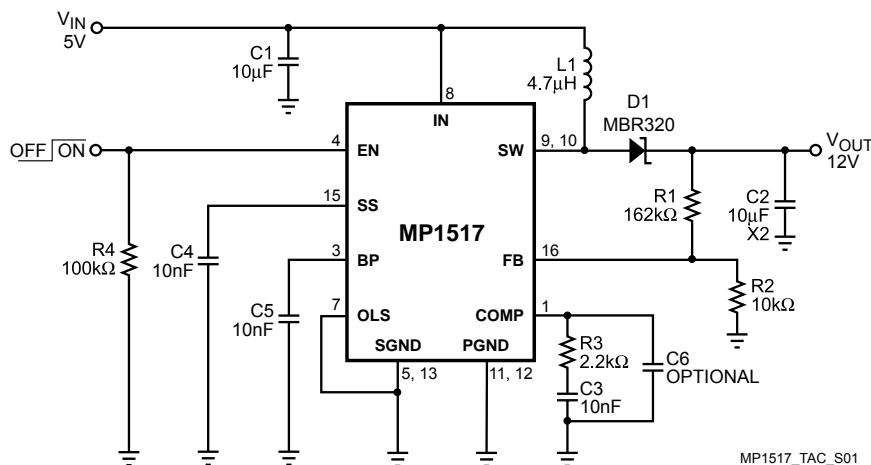 VIN
5V
C1
10μF
L1
4.7μH
8
IN
D1
MBR320
OFF ON
4
EN
SW
9, 10
VOUT
12V
15
SS
R1
162kΩ
C2
10μF
X2
MP1517
R4
100kΩ
C4
10nF
3
BP
FB
16
R2
10kΩ
C5
10nF
7
OLS
COMP
1
SGND
PGND
5, 13
11, 12
R3
2.2kΩ
C3
10nF
C6
OPTIONAL
MP1517_TAC_S01